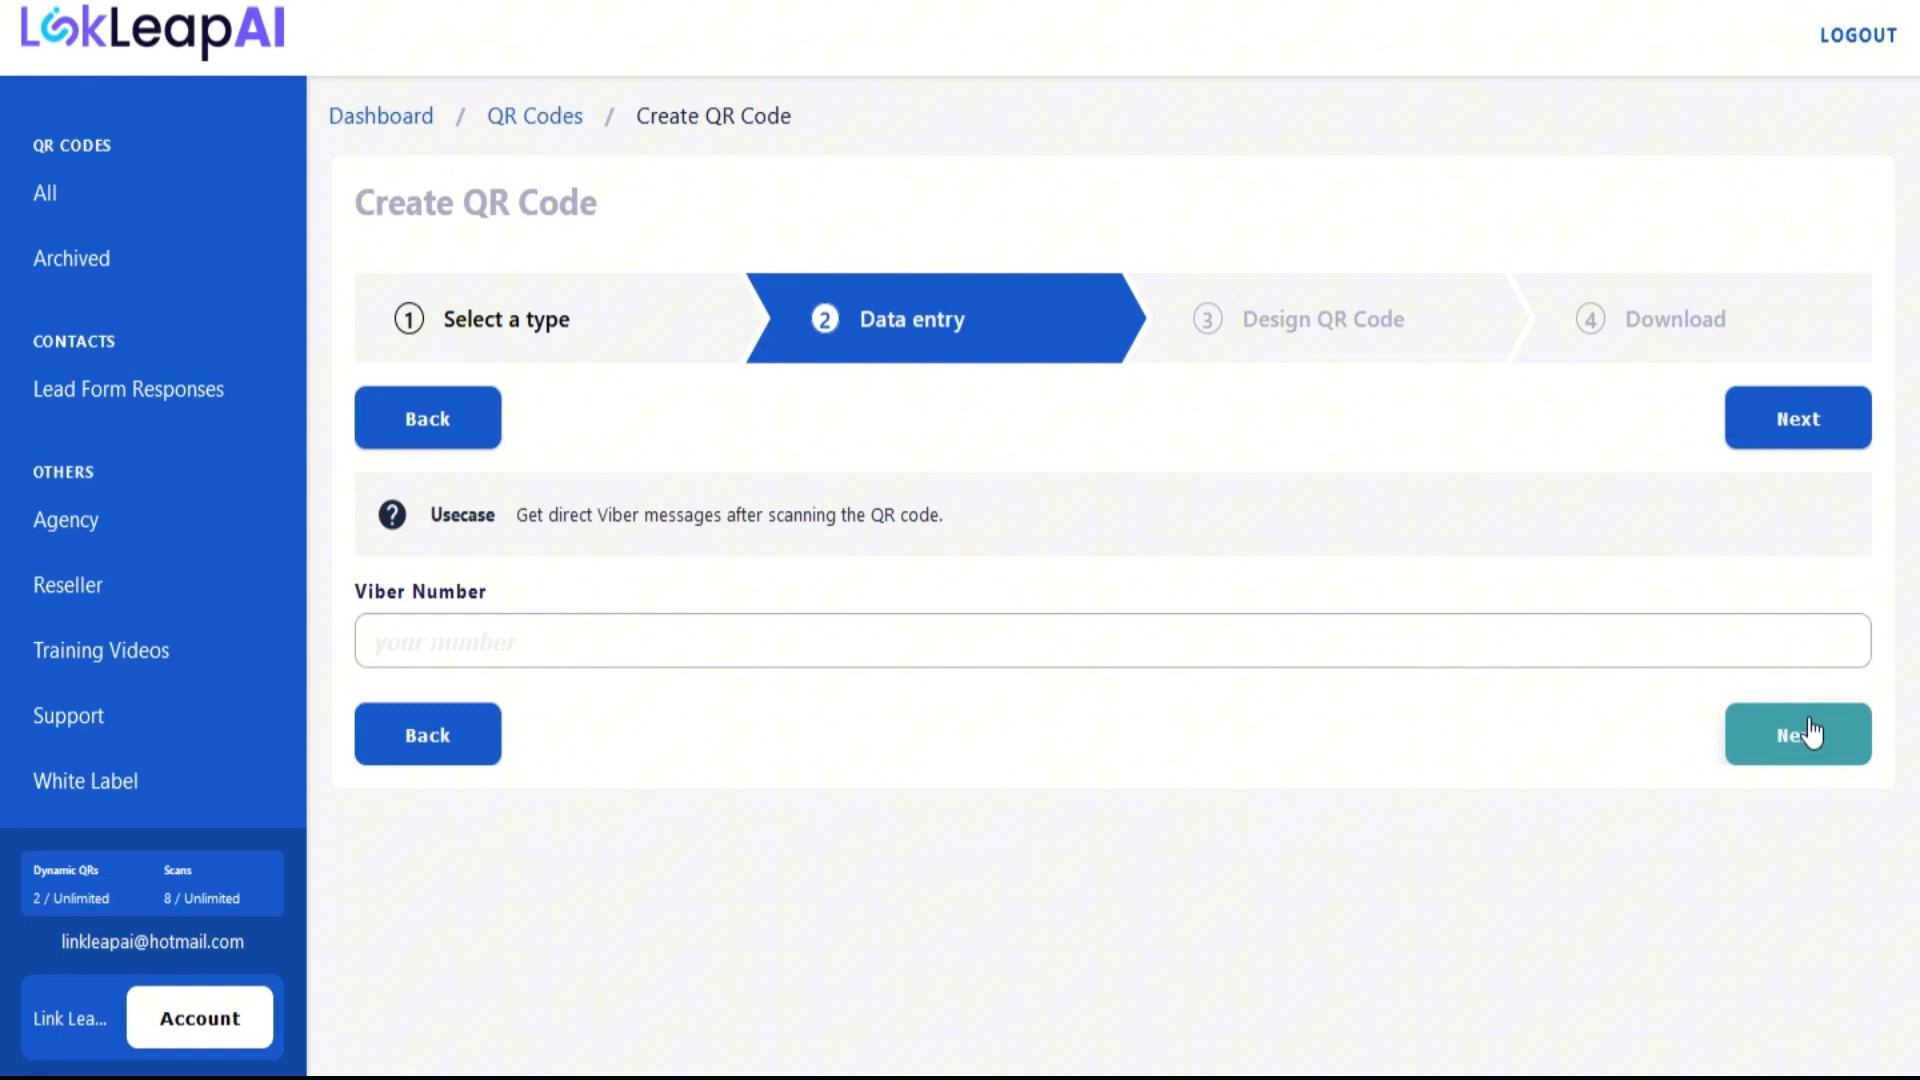 LinkLeapAI
LOGOUT
Dashboard / QR Codes / Create QR Code
QR CODES
All
Archived
CONTACTS
Lead Form Responses
OTHERS
Agency
Reseller
Training Videos
Support
White Label
Dynamic QRs Scans
2 / Unlimited 8 / Unlimited
linkleapai@hotmail.com
Link Lea...
Account
Create QR Code
1 Select a type
2 Data entry
3 Design QR Code
4 Download
Back
Next
? Usecase Get direct Viber messages after scanning the QR code.
Viber Number
your number
Back